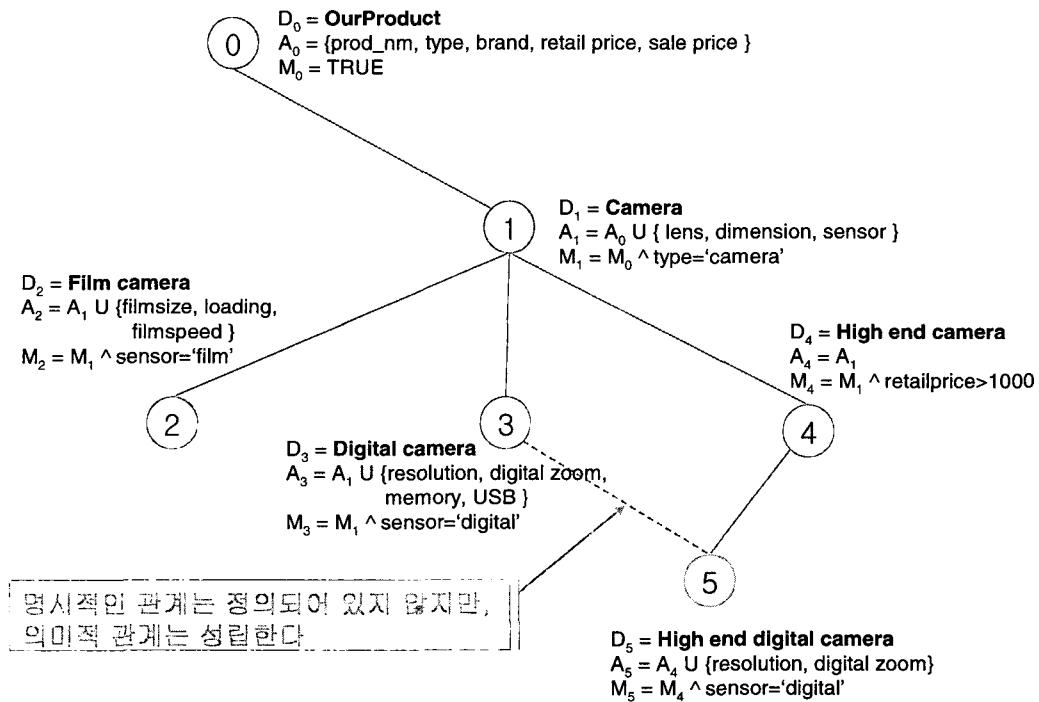 0
D₀ = OurProduct
A₀ = {prod_nm, type, brand, retail price, sale price }
M₀ = TRUE
1
D₁ = Camera
A₁ = A₀ U { lens, dimension, sensor }
M₁ = M₀ ^ type=‘camera’
D₂ = Film camera
A₂ = A₁ U {filmsize, loading,
filmspeed }
M₂ = M₁ ^ sensor=‘film’
2
3
D₃ = Digital camera
A₃ = A₁ U {resolution, digital zoom,
memory, USB }
M₃ = M₁ ^ sensor=‘digital’
D₄ = High end camera
A₄ = A₁
M₄ = M₁ ^ retailprice>1000
4
5
명시적인 관계는 정의되어 있지 않지만,
의미적 관계는 성립한다
D₅ = High end digital camera
A₅ = A₄ U {resolution, digital zoom}
M₅ = M₄ ^ sensor=‘digital’